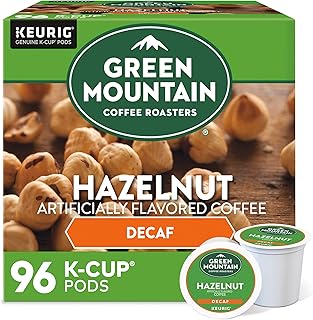 KEURIG
GENUINE K-CUP® PODS
GREEN
MOUNTAIN
COFFEE ROASTERS
HAZELNUT
ARTIFICIALLY FLAVORED COFFEE
DECAF
96 K-CUP®
PODS
GREEN
MOUNTAIN
HAZELNUT
DECAF
KEURIG